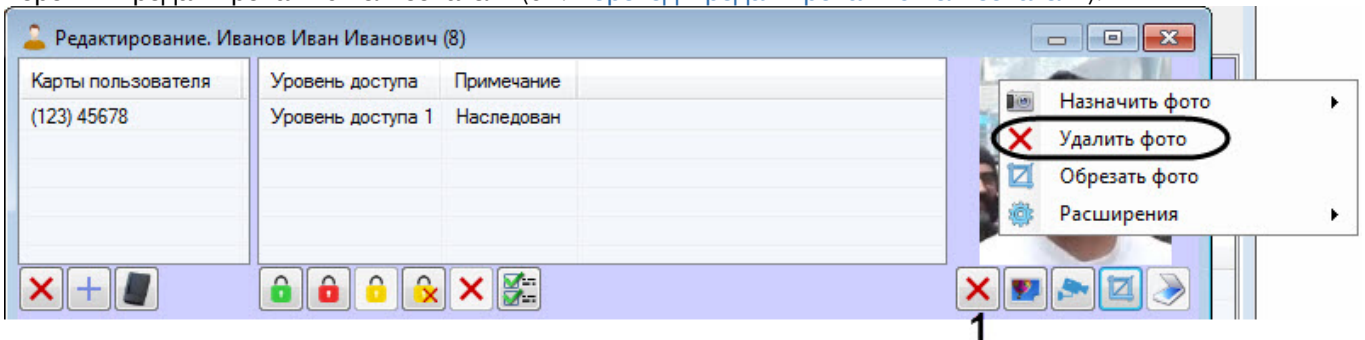 Редактирование. Иванов Иван Иванович (8)
Карты пользователя
Уровень доступа
Примечание
(123) 45678
Уровень доступа 1
Наследован
Назначить фото
Удалить фото
Обрезать фото
Расширения
1